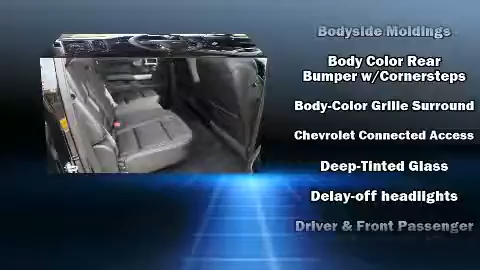 Bodyside Moldings
Body Color Rear
Bumper w/Cornersteps
Body-Color Grille Surround
Chevrolet Connected Access
Deep-Tinted Glass
Delay-off headlights
Driver & Front Passenger